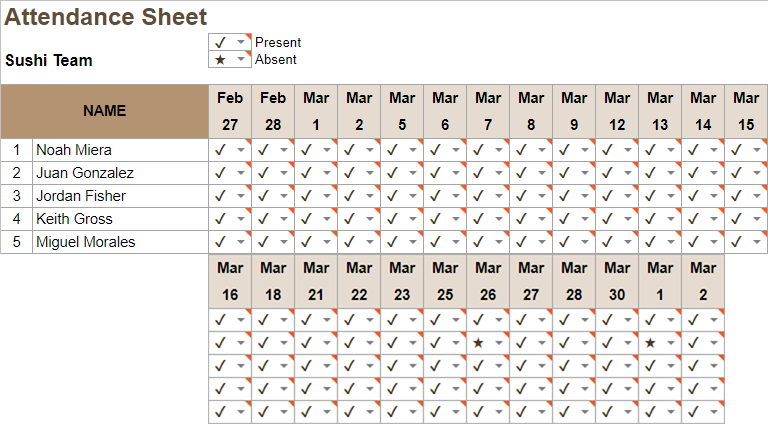 Attendance Sheet
✓ Present
Sushi Team ★ Absent
NAME Feb 27 Feb 28 Mar 1 Mar 2 Mar 5 Mar 6 Mar 7 Mar 8 Mar 9 Mar 12 Mar 13 Mar 14 Mar 15
1 Noah Miera ✓ ✓ ✓ ✓ ✓ ✓ ✓ ✓ ✓ ✓ ✓ ✓ ✓
2 Juan Gonzalez ✓ ✓ ✓ ✓ ✓ ✓ ✓ ✓ ✓ ✓ ✓ ✓ ✓
3 Jordan Fisher ✓ ✓ ✓ ✓ ✓ ✓ ✓ ✓ ✓ ✓ ✓ ✓ ✓
4 Keith Gross ✓ ✓ ✓ ✓ ✓ ✓ ✓ ✓ ✓ ✓ ✓ ✓ ✓
5 Miguel Morales ✓ ✓ ✓ ✓ ✓ ✓ ✓ ✓ ✓ ✓ ✓ ✓ ✓
Mar 16 Mar 18 Mar 21 Mar 22 Mar 23 Mar 25 Mar 26 Mar 27 Mar 28 Mar 30 Mar 1 Mar 2
✓ ✓ ✓ ✓ ✓ ✓ ✓ ✓ ✓ ✓ ✓ ✓
✓ ✓ ✓ ✓ ✓ ✓ ★ ✓ ✓ ✓ ★ ✓
✓ ✓ ✓ ✓ ✓ ✓ ✓ ✓ ✓ ✓ ✓ ✓
✓ ✓ ✓ ✓ ✓ ✓ ✓ ✓ ✓ ✓ ✓ ✓
✓ ✓ ✓ ✓ ✓ ✓ ✓ ✓ ✓ ✓ ✓ ✓